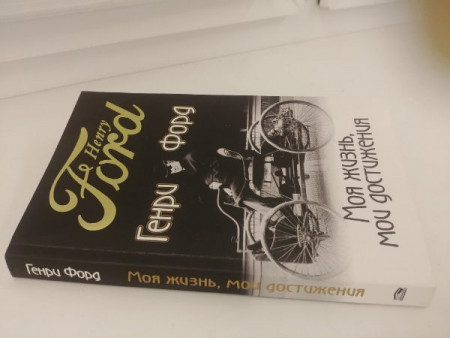 Henry
Ford
Генри Форд
Моя жизнь,
мои достижения
Генри Форд Моя жизнь, мои достижения